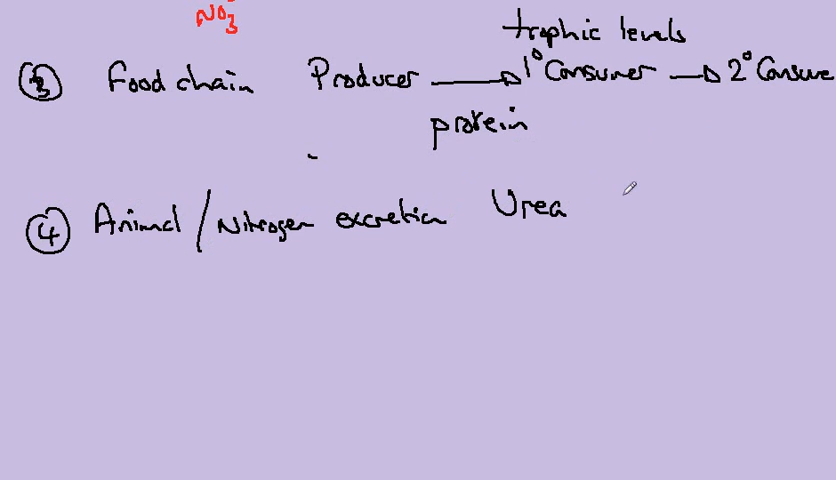 NO3
trophic levels
③ Food chain Producer → 1° Consumer → 2° Consume
protein
④ Animal / Nitrogen excretion Urea